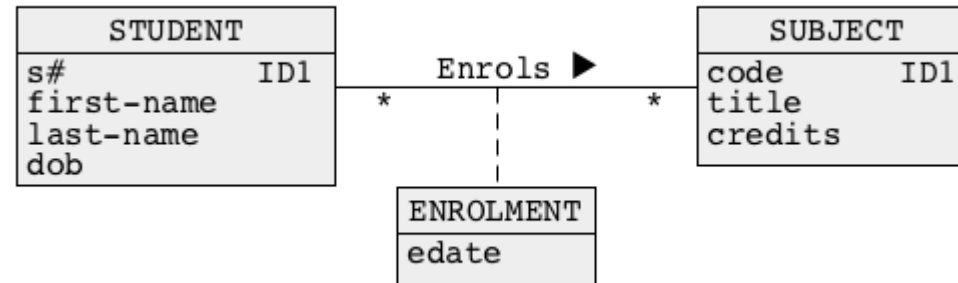 STUDENT
s# ID1
first-name
last-name
dob
Enrols ▶
* *
SUBJECT
code ID1
title
credits
ENROLMENT
edate